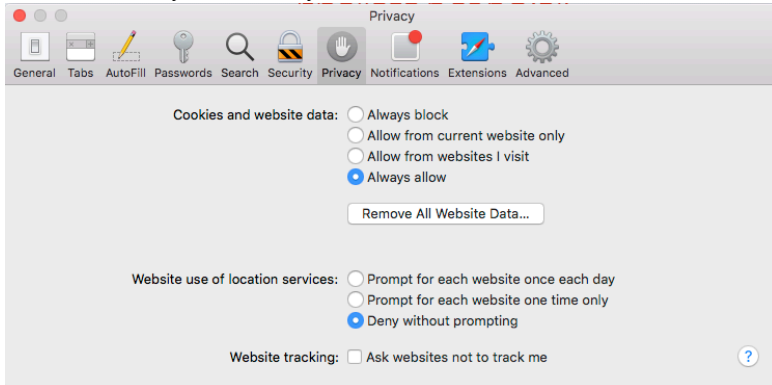 Privacy
General Tabs AutoFill Passwords Search Security Privacy Notifications Extensions Advanced
Cookies and website data: Always block
Allow from current website only
Allow from websites I visit
Always allow
Remove All Website Data...
Website use of location services: Prompt for each website once each day
Prompt for each website one time only
Deny without prompting
Website tracking: Ask websites not to track me
?